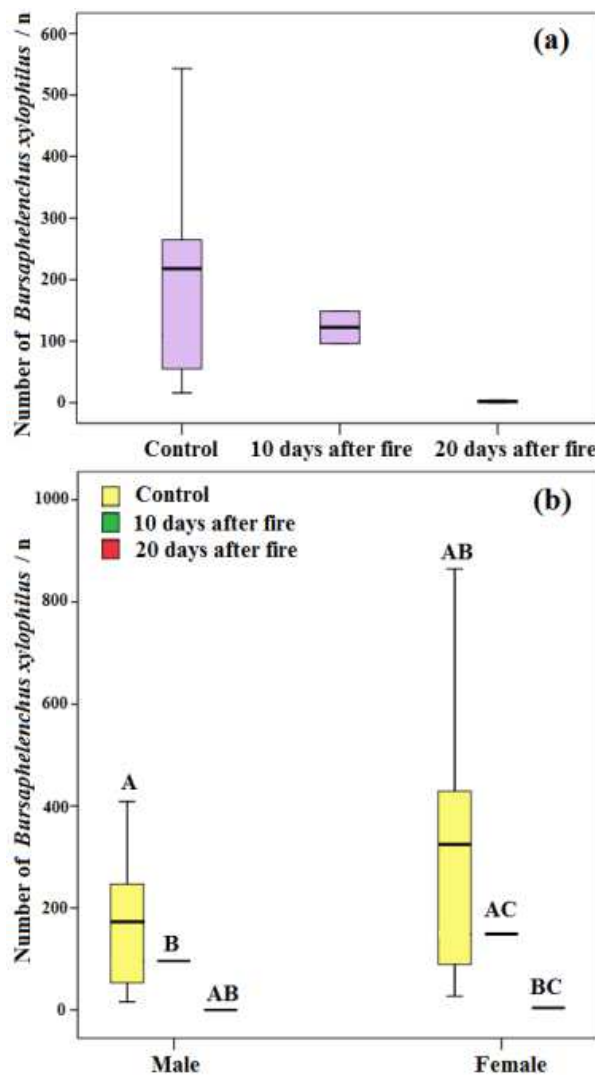 (a)
Number of Bursaphelenchus xylophilus / n
600
500
400
300
200
100
0
Control 10 days after fire 20 days after fire
(b)
Number of Bursaphelenchus xylophilus / n
1000
800
600
400
200
0
Control
10 days after fire
20 days after fire
A
B
AB
AB
AC
BC
Male Female